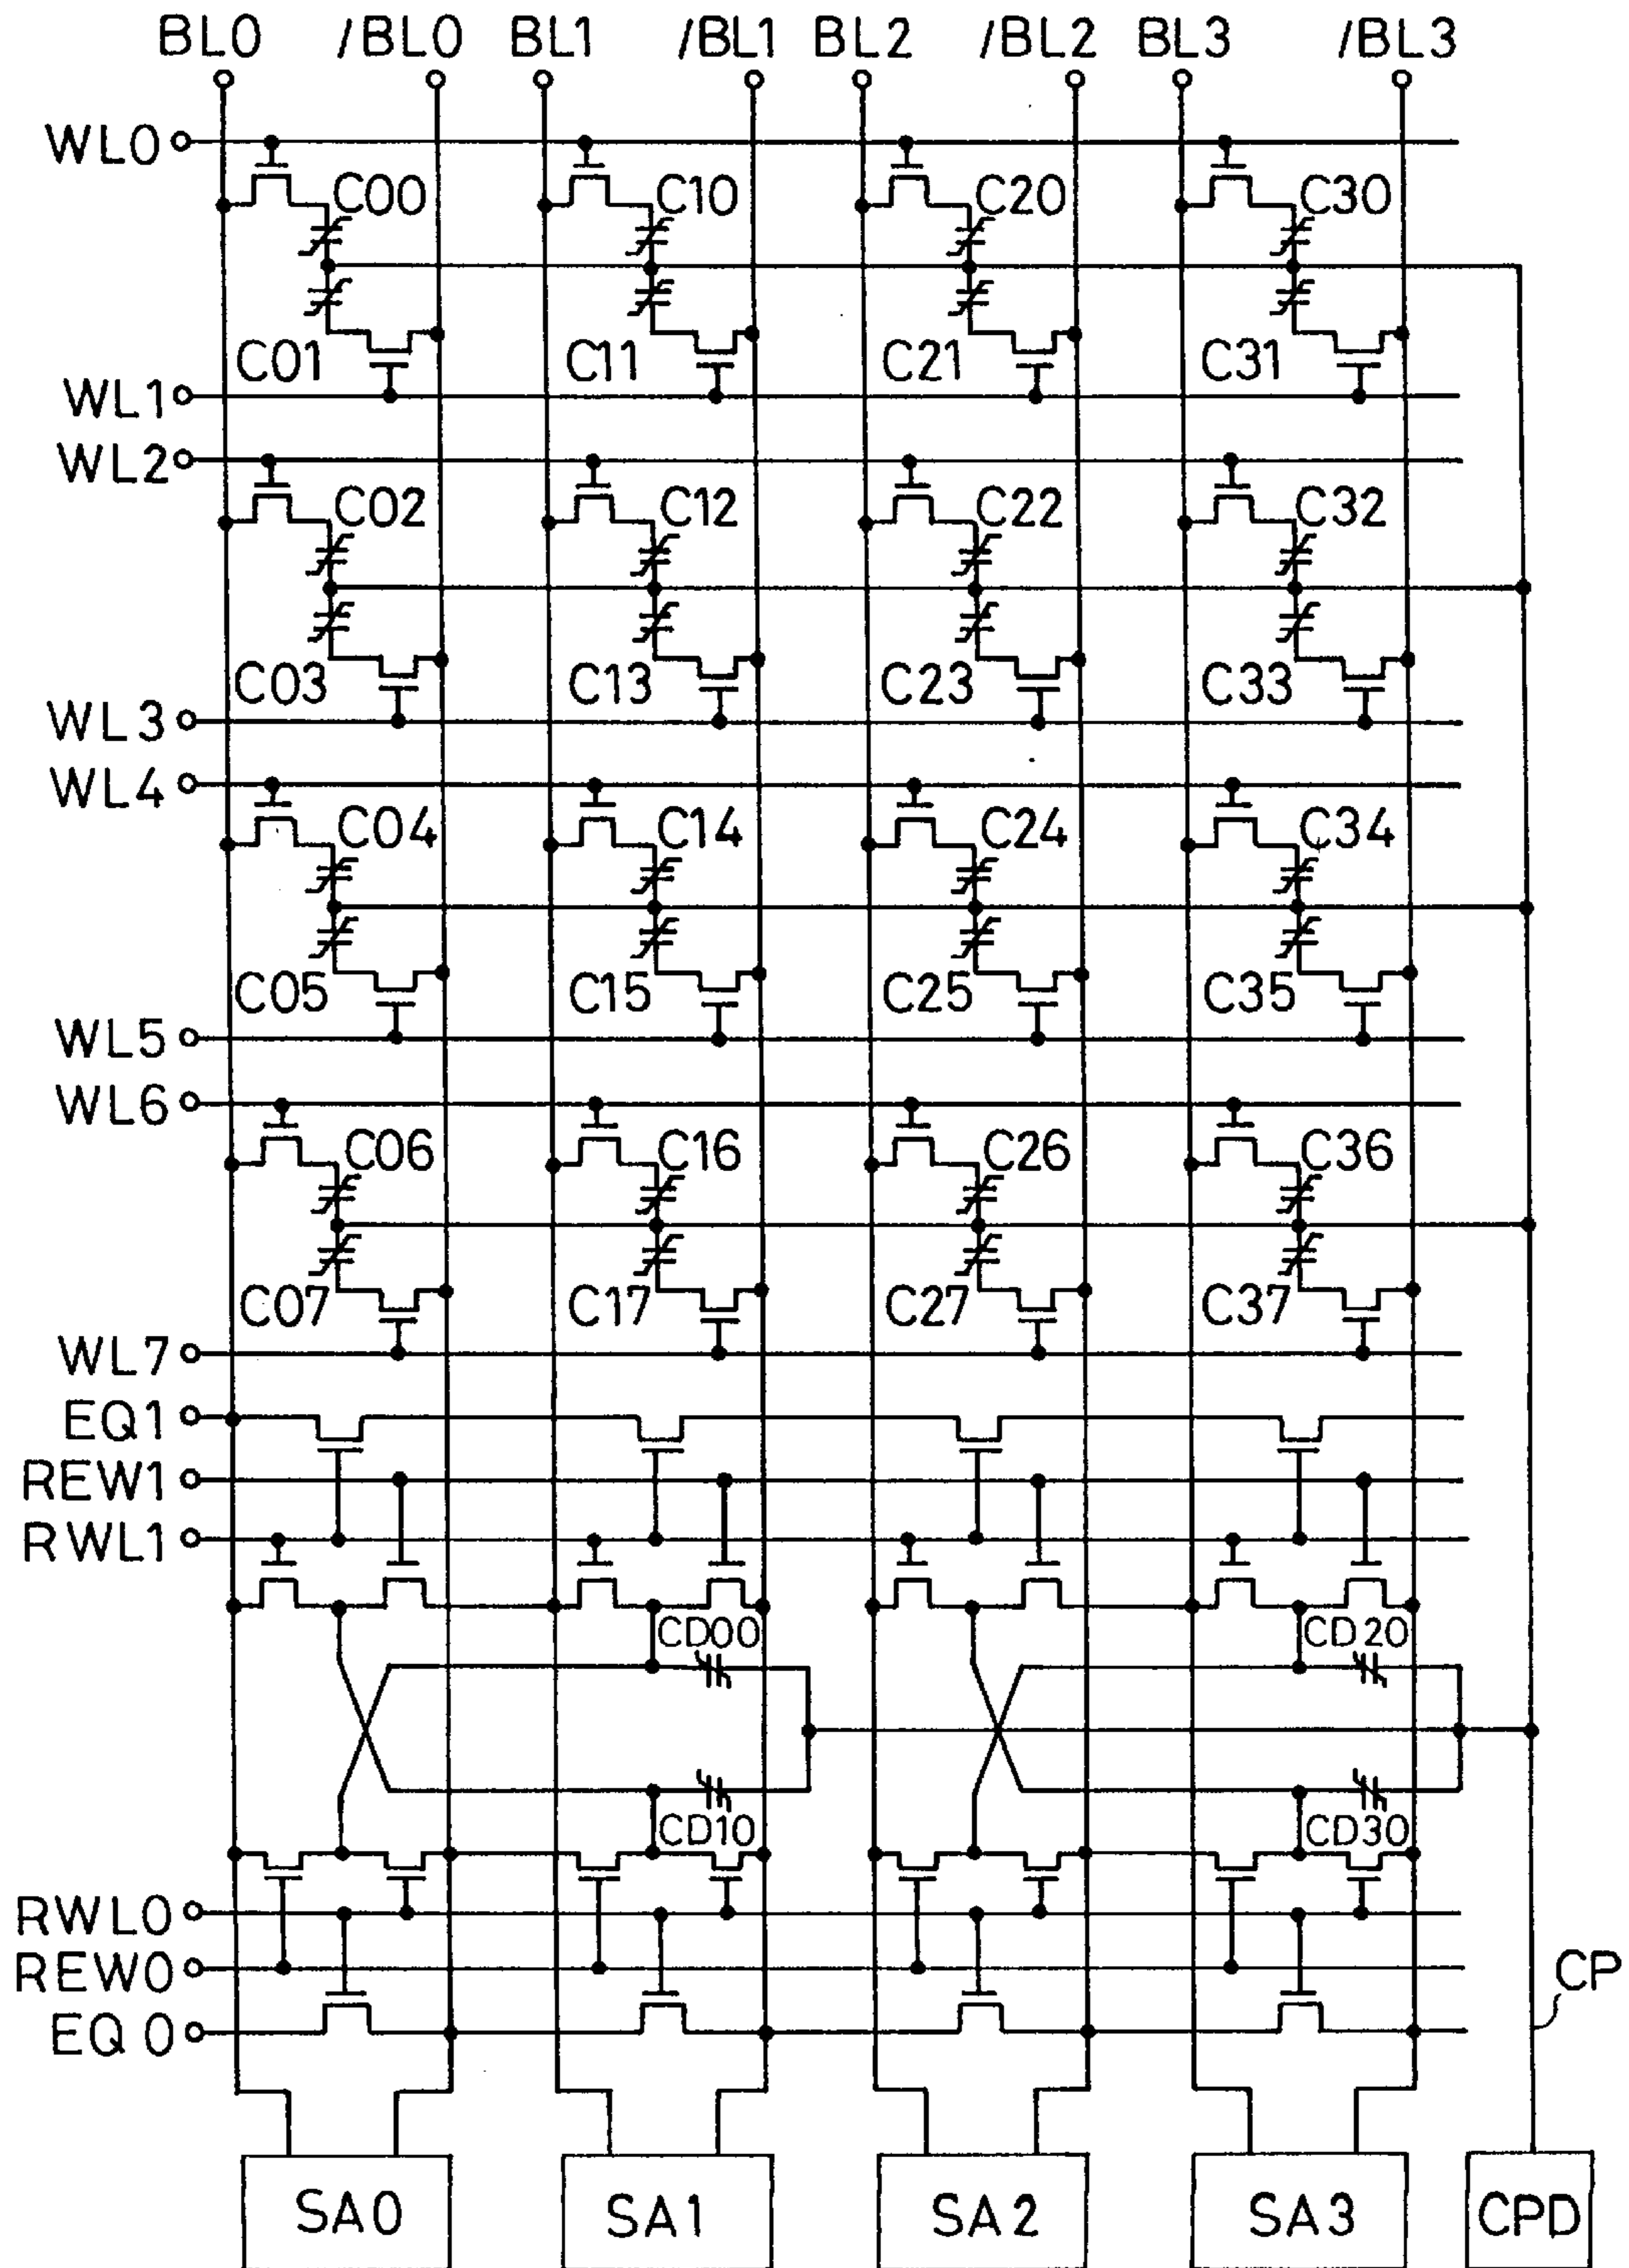 BL0 /BL0 BL1 /BL1 BL2 /BL2 BL3 /BL3
WL0
C00 C10 C20 C30
C01 C11 C21 C31
WL1
WL2
C02 C12 C22 C32
C03 C13 C23 C33
WL3
WL4
C04 C14 C24 C34
C05 C15 C25 C35
WL5
WL6
C06 C16 C26 C36
C07 C17 C27 C37
WL7
EQ1
REW1
RWL1
CD00 CD20
CD10 CD30
RWL0
REW0
CP
EQ0
SA0 SA1 SA2 SA3 CPD